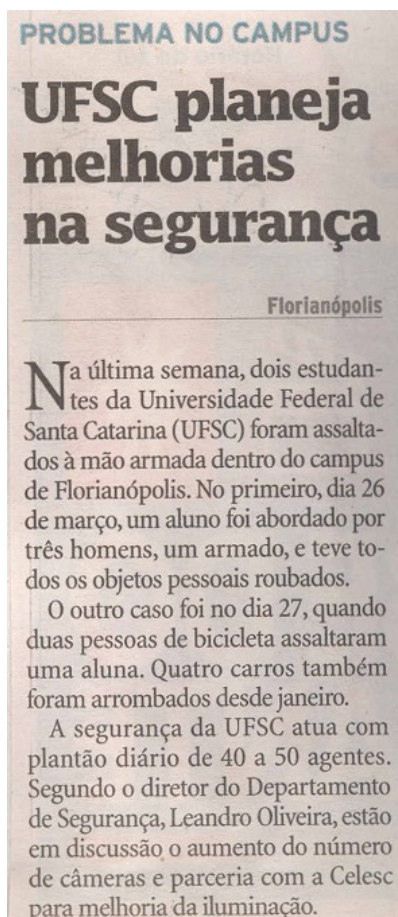 PROBLEMA NO CAMPUS
UFSC planeja
melhorias
na segurança
Florianópolis
Na última semana, dois estudan-
tes da Universidade Federal de
Santa Catarina (UFSC) foram assalta-
dos à mão armada dentro do campus
de Florianópolis. No primeiro, dia 26
de março, um aluno foi abordado por
três homens, um armado, e teve to-
dos os objetos pessoais roubados.
O outro caso foi no dia 27, quando
duas pessoas de bicicleta assaltaram
uma aluna. Quatro carros também
foram arrombados desde janeiro.
A segurança da UFSC atua com
plantão diário de 40 a 50 agentes.
Segundo o diretor do Departamento
de Segurança, Leandro Oliveira, estão
em discussão o aumento do número
de câmeras e parceria com a Celesc
para melhoria da iluminação.